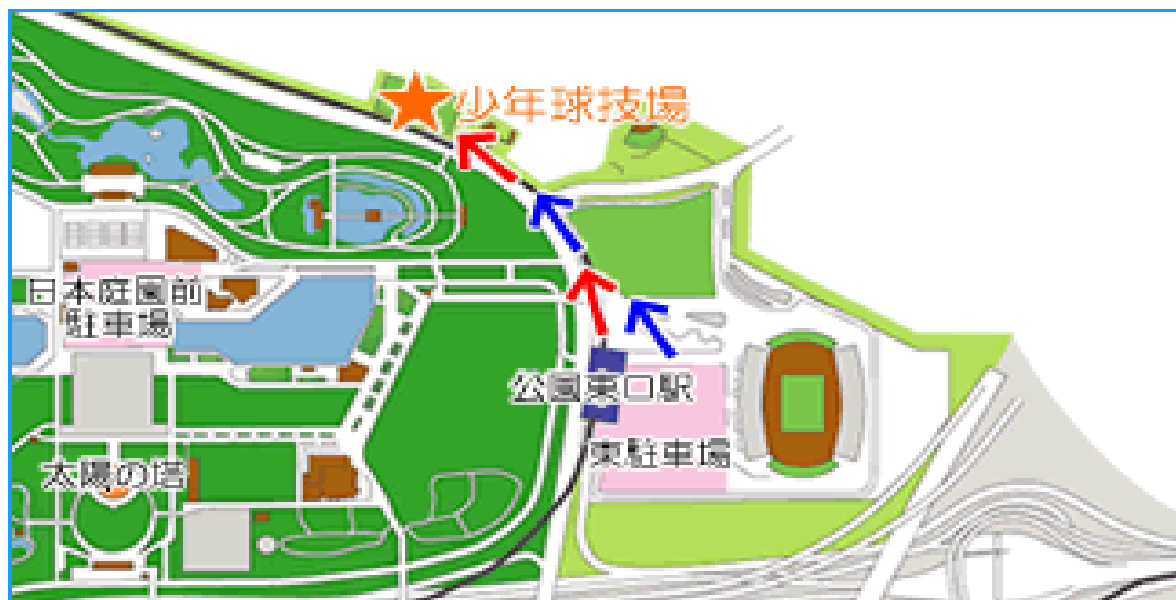 少年球技場
日本庭園前
駐車場
公園東口駅
東駐車場
太陽の塔